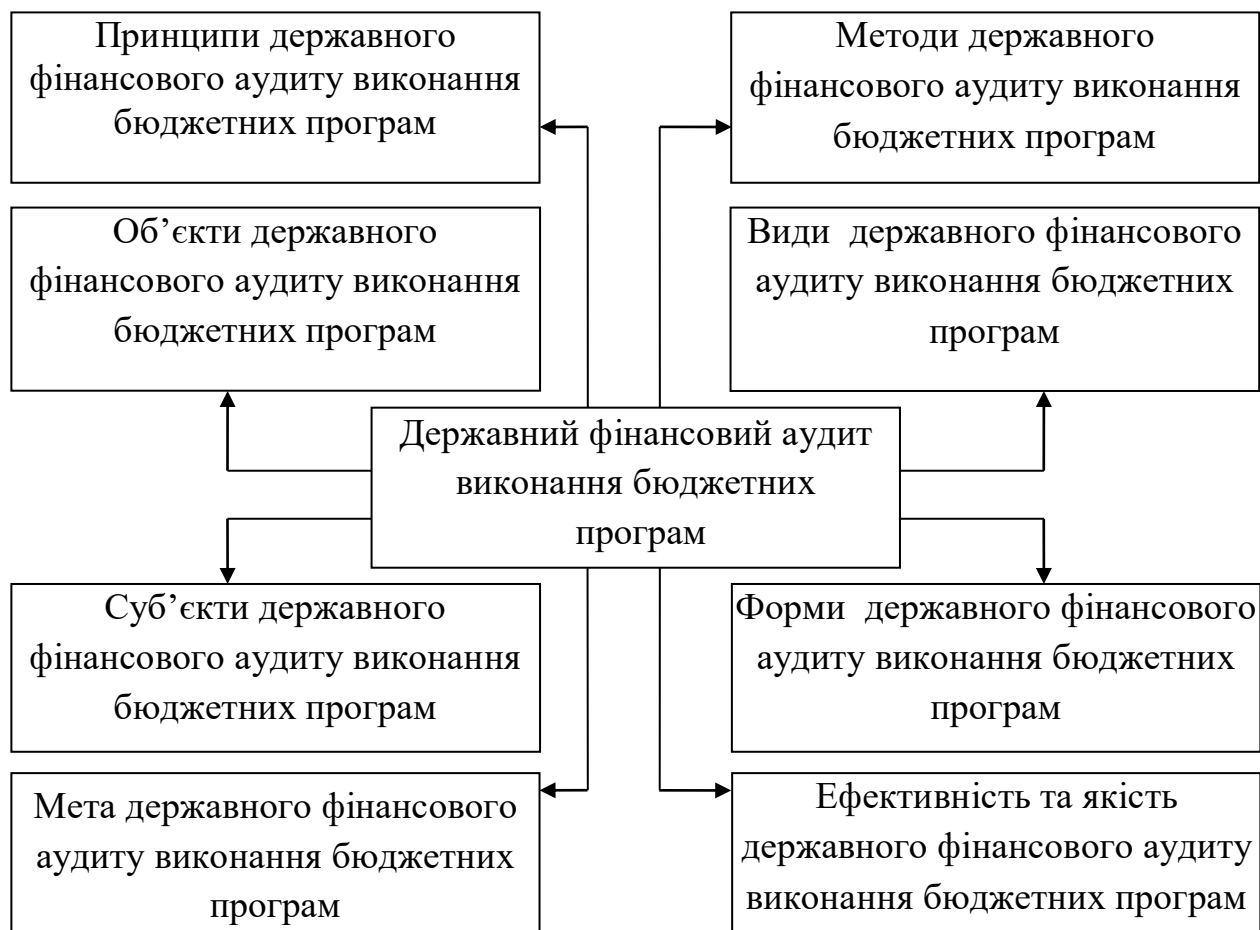 Принципи державного
фінансового аудиту виконання
бюджетних програм
Методи державного
фінансового аудиту виконання
бюджетних програм
Об’єкти державного
фінансового аудиту виконання
бюджетних програм
Види державного фінансового
аудиту виконання бюджетних
програм
Державний фінансовий аудит
виконання бюджетних
програм
Суб’єкти державного
фінансового аудиту виконання
бюджетних програм
Форми державного фінансового
аудиту виконання бюджетних
програм
Мета державного фінансового
аудиту виконання бюджетних
програм
Ефективність та якість
державного фінансового аудиту
виконання бюджетних програм